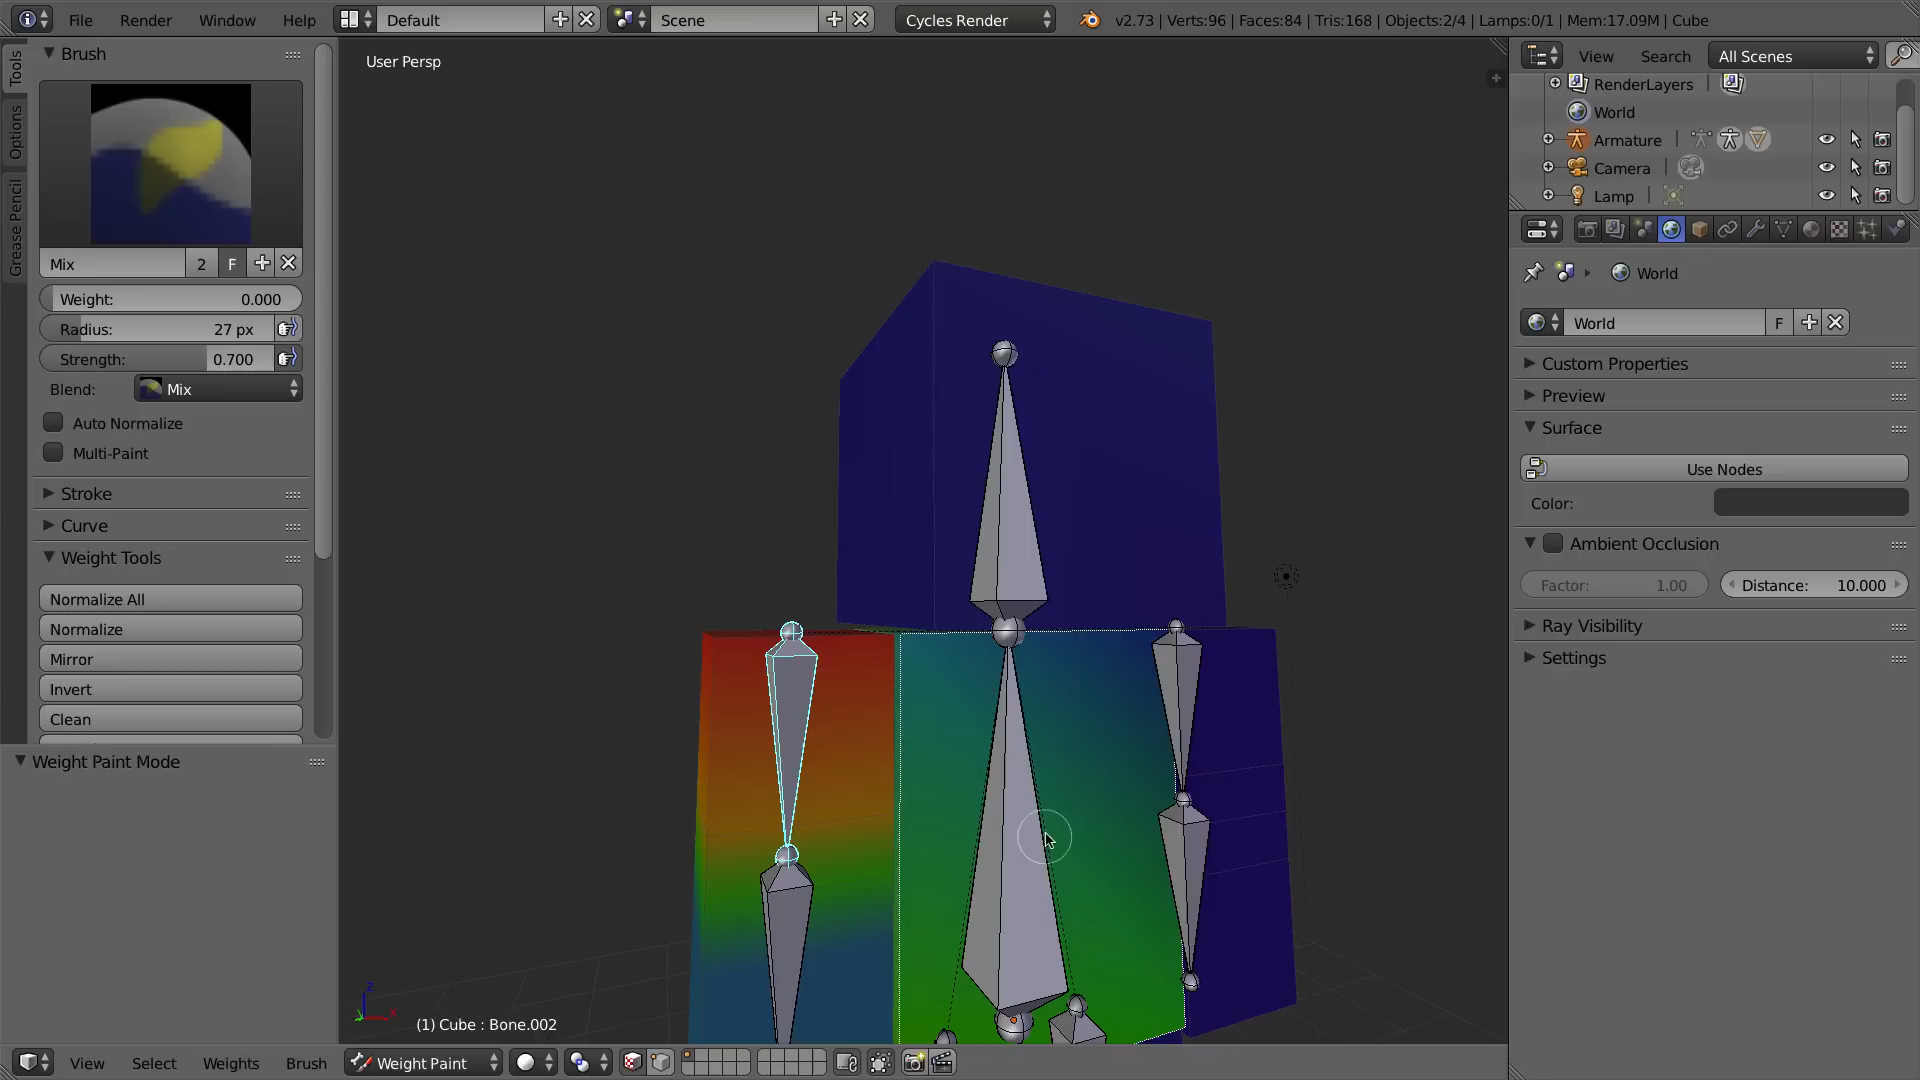 File Render Window Help Default Scene Cycles Render v2.73 | Verts:96 | Faces:84 | Tris:168 | Objects:2/4 | Lamps:0/1 | Mem:17.09M | Cube
Tools
Options
Grease Pencil
Brush
Mix 2 F
Weight: 0.000
Radius: 27 px
Strength: 0.700
Blend: Mix
Auto Normalize
Multi-Paint
Stroke
Curve
Weight Tools
Normalize All
Normalize
Mirror
Invert
Clean
Weight Paint Mode
User Persp
z
x
(1) Cube : Bone.002
View Select Weights Brush Weight Paint
View Search All Scenes
RenderLayers
World
Armature
Camera
Lamp
World
World F
Custom Properties
Preview
Surface
Use Nodes
Color:
Ambient Occlusion
Factor: 1.00 Distance: 10.000
Ray Visibility
Settings